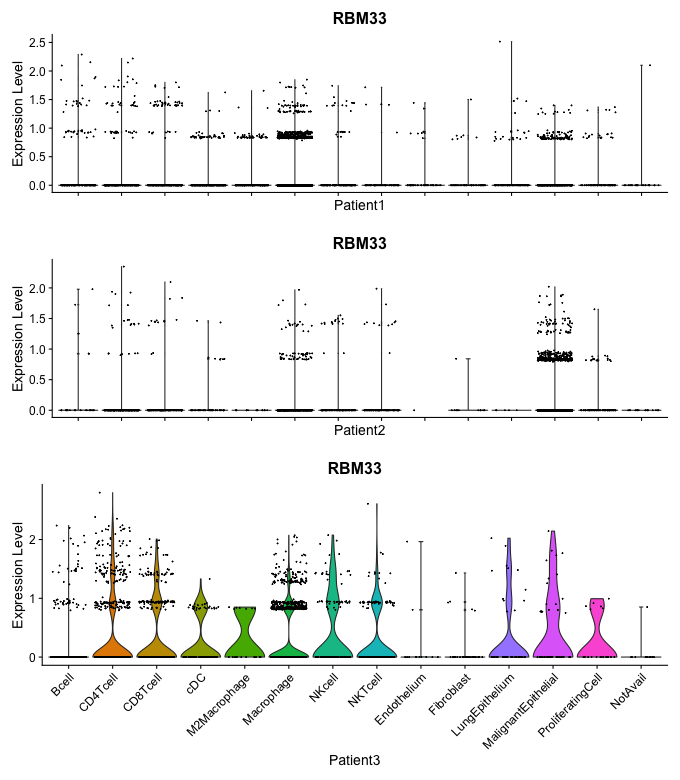 RBM33
Expression Level
2.5
2.0
1.5
1.0
0.5
0.0
Patient1
RBM33
Expression Level
2.0
1.5
1.0
0.5
0.0
Patient2
RBM33
Expression Level
2
1
0
Bcell
CD4Tcell
CD8Tcell
cDC
M2Macrophage
Macrophage
NKcell
NKTcell
Endothelium
Fibroblast
LungEpithelium
MalignantEpithelial
ProliferatingCell
NotAvail
Patient3